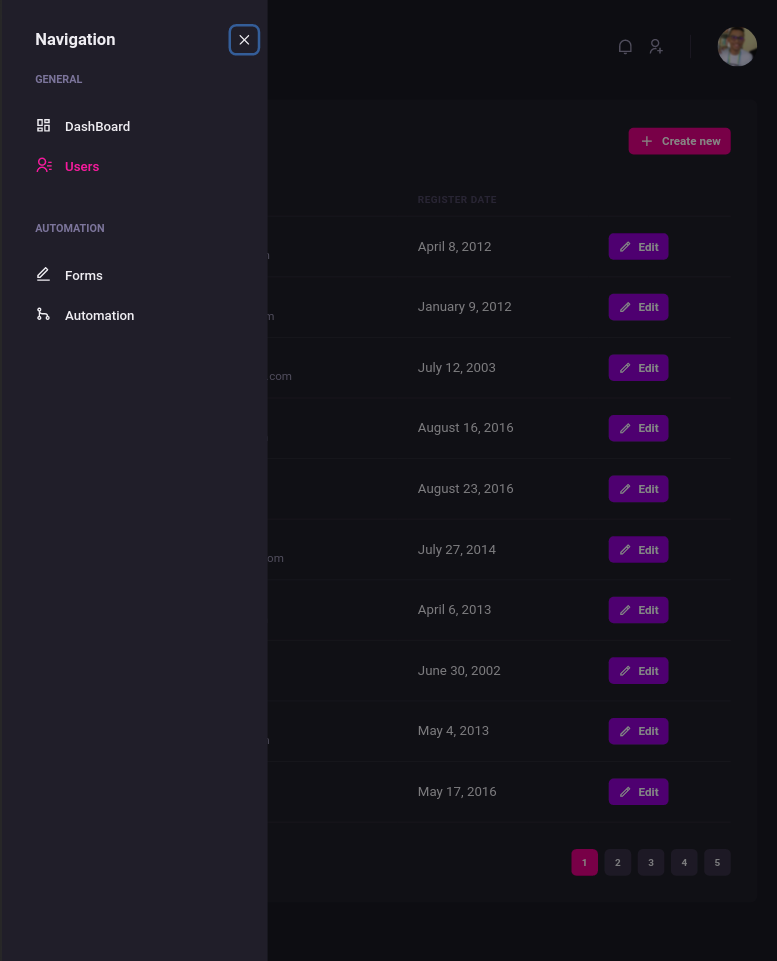 Navigation
GENERAL
DashBoard
Users
AUTOMATION
Forms
Automation
Create new
REGISTER DATE
April 8, 2012 Edit
January 9, 2012 Edit
.com July 12, 2003 Edit
August 16, 2016 Edit
August 23, 2016 Edit
om July 27, 2014 Edit
April 6, 2013 Edit
June 30, 2002 Edit
May 4, 2013 Edit
May 17, 2016 Edit
1 2 3 4 5